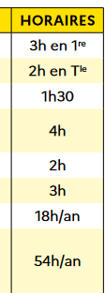 HORAIRES
3h en 1re
2h en Tle
1h30
4h
2h
3h
18h/an
54h/an